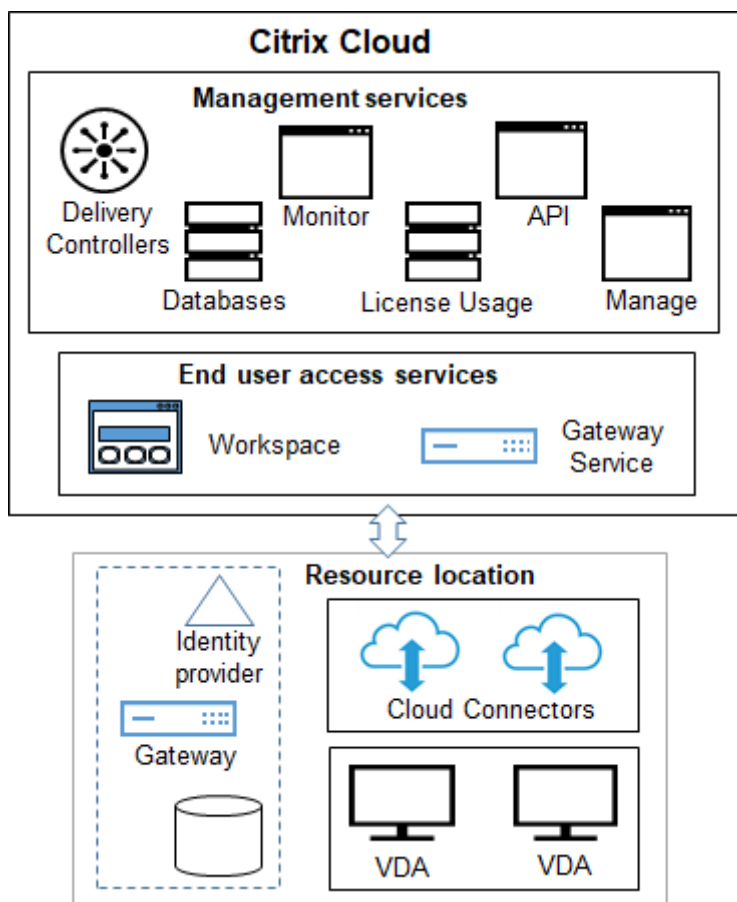 Citrix Cloud
Management services
Delivery
Controllers
Monitor
API
Databases
License Usage
Manage
End user access services
Workspace
Gateway
Service
Resource location
Identity
provider
Gateway
Cloud Connectors
VDA
VDA